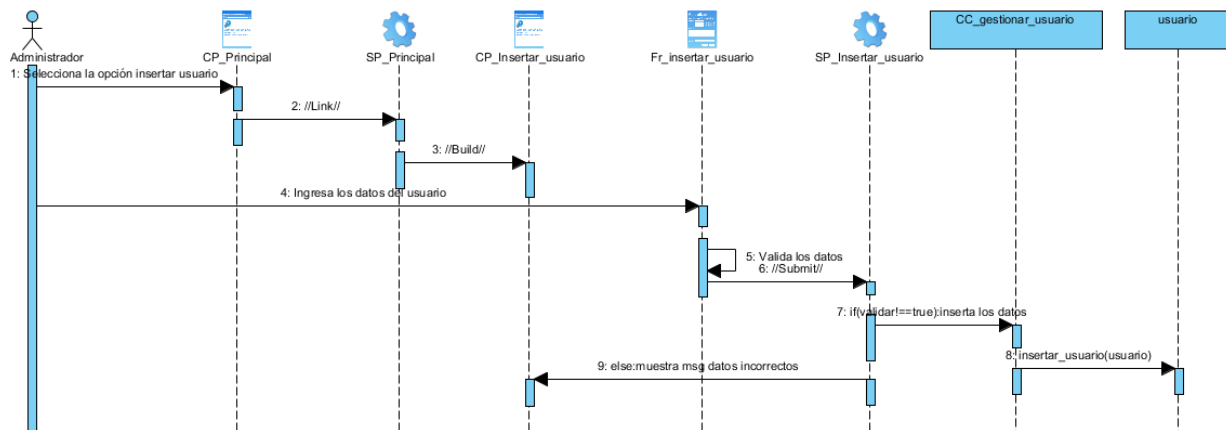 CC_gestionar_usuario
usuario
Administrador
CP_Principal
SP_Principal
CP_Insertar_usuario
Fr_insertar_usuario
SP_Insertar_usuario
1: Selecciona la opción insertar usuario
2: //Link//
3: //Build//
4: Ingresa los datos del usuario
5: Valida los datos
6: //Submit//
7: if(validar!==true):inserta los datos
8: insertar_usuario(usuario)
9: else:muestra msg datos incorrectos